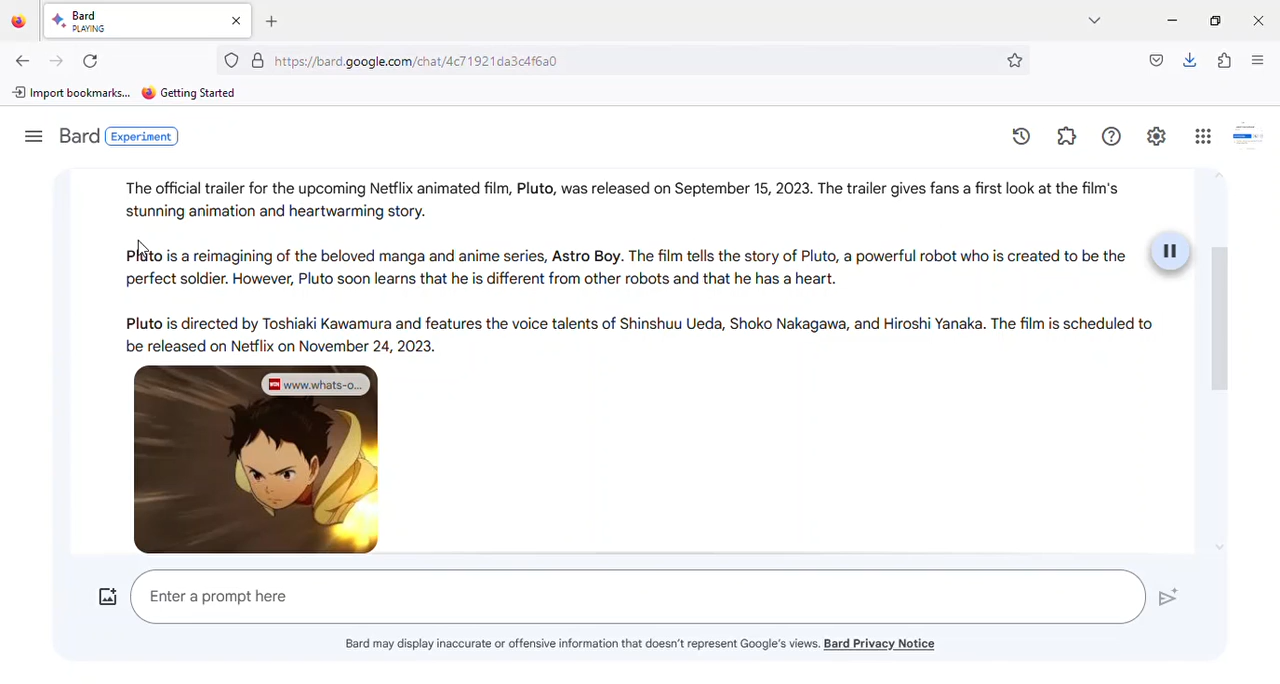 Bard
PLAYING
https://bard.google.com/chat/4c71921da3c4f6a0
Import bookmarks... Getting Started
Bard Experiment
The official trailer for the upcoming Netflix animated film, Pluto, was released on September 15, 2023. The trailer gives fans a first look at the film's
stunning animation and heartwarming story.
Pluto is a reimagining of the beloved manga and anime series, Astro Boy. The film tells the story of Pluto, a powerful robot who is created to be the
perfect soldier. However, Pluto soon learns that he is different from other robots and that he has a heart.
Pluto is directed by Toshiaki Kawamura and features the voice talents of Shinshuu Ueda, Shoko Nakagawa, and Hiroshi Yanaka. The film is scheduled to
be released on Netflix on November 24, 2023.
www.whats-o...
Enter a prompt here
Bard may display inaccurate or offensive information that doesn't represent Google's views. Bard Privacy Notice